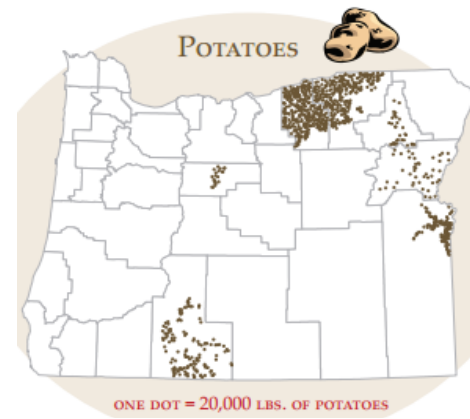 POTATOES
ONE DOT = 20,000 LBS. OF POTATOES